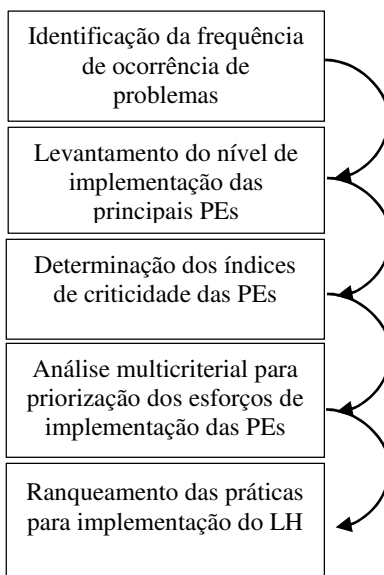 Identificação da frequência
de ocorrência de
problemas
Levantamento do nível de
implementação das
principais PEs
Determinação dos índices
de criticidade das PEs
Análise multicriterial para
priorização dos esforços de
implementação das PEs
Ranqueamento das práticas
para implementação do LH